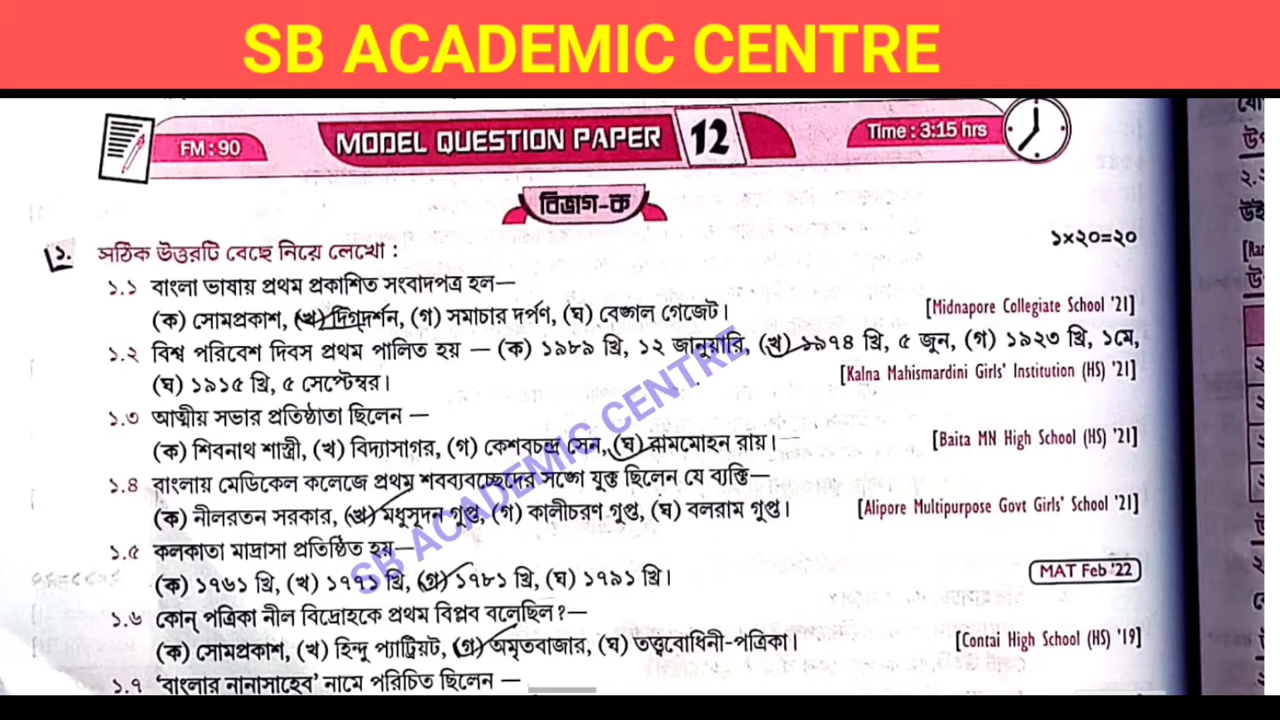 SB ACADEMIC CENTRE
FM : 90
MODEL QUESTION PAPER
12
Time : 3:15 hrs
বিভাগ-ক
১. সঠিক উত্তরটি বেছে নিয়ে লেখো :
১×২০=২০
১.১ বাংলা ভাষায় প্রথম প্রকাশিত সংবাদপত্র হল—
(ক) সোমপ্রকাশ, (খ) দিগ্‌দর্শন, (গ) সমাচার দর্পণ, (ঘ) বেঙ্গল গেজেট। [Midnapore Collegiate School '21]
১.২ বিশ্ব পরিবেশ দিবস প্রথম পালিত হয় — (ক) ১৯৮৯ খ্রি, ১২ জানুয়ারি, (খ) ১৯৭৪ খ্রি, ৫ জুন, (গ) ১৯২৩ খ্রি, ১মে,
(ঘ) ১৯১৫ খ্রি, ৫ সেপ্টেম্বর। [Kalna Mahismardini Girls' Institution (HS) '21]
১.৩ আত্মীয় সভার প্রতিষ্ঠাতা ছিলেন —
(ক) শিবনাথ শাস্ত্রী, (খ) বিদ্যাসাগর, (গ) কেশবচন্দ্র সেন, (ঘ) রামমোহন রায়। [Baita MN High School (HS) '21]
১.৪ বাংলায় মেডিকেল কলেজে প্রথম শবব্যবচ্ছেদের সঙ্গে যুক্ত ছিলেন যে ব্যক্তি—
(ক) নীলরতন সরকার, (খ) মধুসূদন গুপ্ত, (গ) কালীচরণ গুপ্ত, (ঘ) বলরাম গুপ্ত। [Alipore Multipurpose Govt Girls' School '21]
১.৫ কলকাতা মাদ্রাসা প্রতিষ্ঠিত হয়—
(ক) ১৭৬১ খ্রি, (খ) ১৭৭১ খ্রি, (গ) ১৭৮১ খ্রি, (ঘ) ১৭৯১ খ্রি। MAT Feb '22
১.৬ কোন্ পত্রিকা নীল বিদ্রোহকে প্রথম বিপ্লব বলেছিল?—
(ক) সোমপ্রকাশ, (খ) হিন্দু প্যাট্রিয়ট, (গ) অমৃতবাজার, (ঘ) তত্ত্ববোধিনী-পত্রিকা। [Contai High School (HS) '19]
১.৭ 'বাংলার নানাসাহেব' নামে পরিচিত ছিলেন —
SB ACADEMIC CENTRE